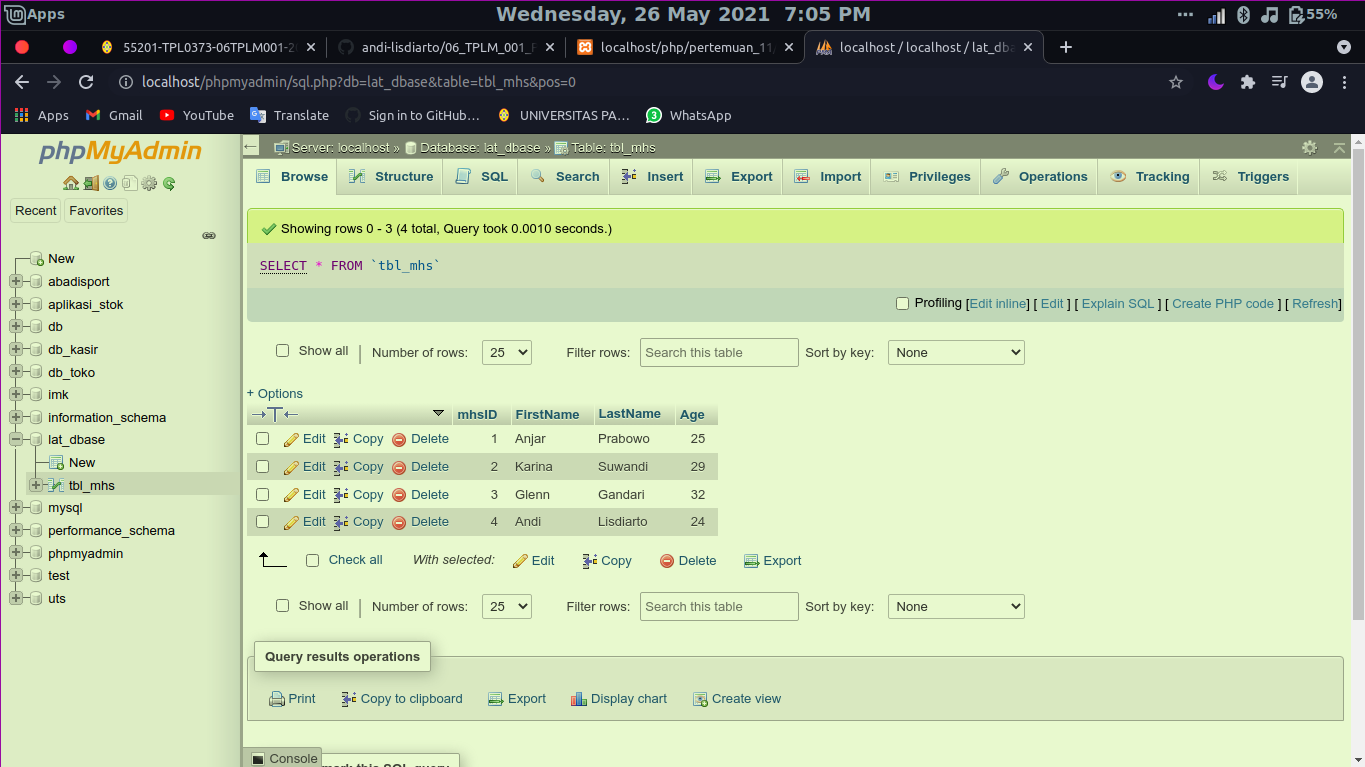 Apps
Wednesday, 26 May 2021 7:05 PM
55%
55201-TPL0373-06TPLM001-2
andi-lisdiarto/06_TPLM_001_
localhost/php/pertemuan_11/
localhost / localhost / lat_dba
localhost/phpmyadmin/sql.php?db=lat_dbase&table=tbl_mhs&pos=0
Apps
Gmail
YouTube
Translate
Sign in to GitHub…
UNIVERSITAS PA…
WhatsApp
phpMyAdmin
Recent
Favorites
New
abadisport
aplikasi_stok
db
db_kasir
db_toko
imk
information_schema
lat_dbase
New
tbl_mhs
mysql
performance_schema
phpmyadmin
test
uts
Server: localhost » Database: lat_dbase » Table: tbl_mhs
Browse
Structure
SQL
Search
Insert
Export
Import
Privileges
Operations
Tracking
Triggers
Showing rows 0 - 3 (4 total, Query took 0.0010 seconds.)
SELECT * FROM `tbl_mhs`
Profiling [Edit inline] [ Edit ] [ Explain SQL ] [ Create PHP code ] [ Refresh]
Show all | Number of rows: 25 Filter rows: Search this table Sort by key: None
+ Options
mhsID FirstName LastName Age
Edit Copy Delete 1 Anjar Prabowo 25
Edit Copy Delete 2 Karina Suwandi 29
Edit Copy Delete 3 Glenn Gandari 32
Edit Copy Delete 4 Andi Lisdiarto 24
Check all With selected: Edit Copy Delete Export
Show all | Number of rows: 25 Filter rows: Search this table Sort by key: None
Query results operations
Print Copy to clipboard Export Display chart Create view
Console